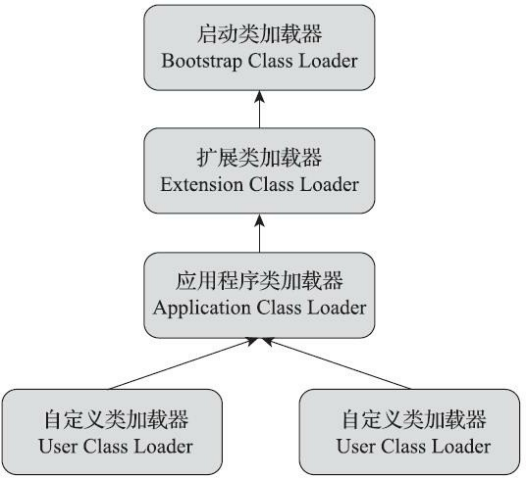 启动类加载器
Bootstrap Class Loader
扩展类加载器
Extension Class Loader
应用程序类加载器
Application Class Loader
自定义类加载器
User Class Loader
自定义类加载器
User Class Loader